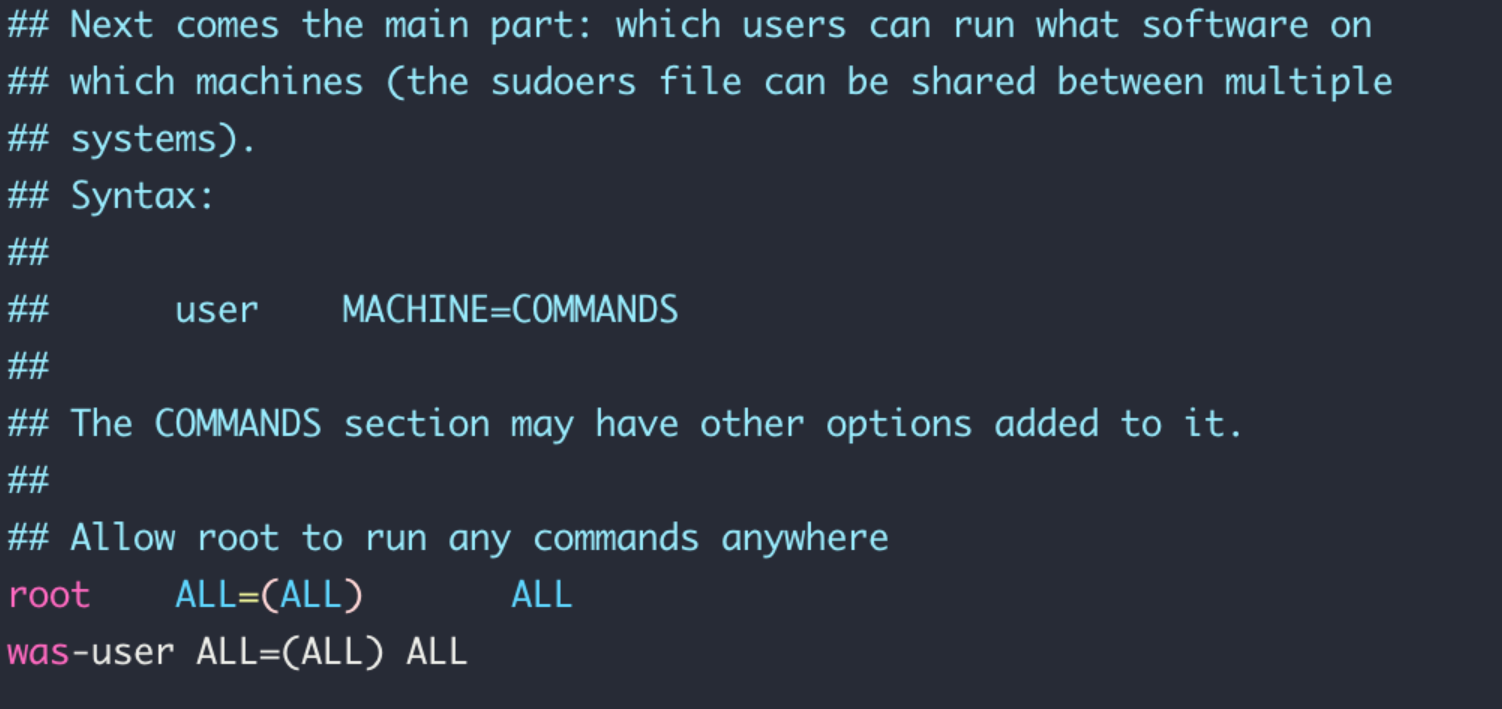 ## Next comes the main part: which users can run what software on
## which machines (the sudoers file can be shared between multiple
## systems).
## Syntax:
##
##      user    MACHINE=COMMANDS
##
## The COMMANDS section may have other options added to it.
##
## Allow root to run any commands anywhere
root    ALL=(ALL)       ALL
was-user ALL=(ALL) ALL